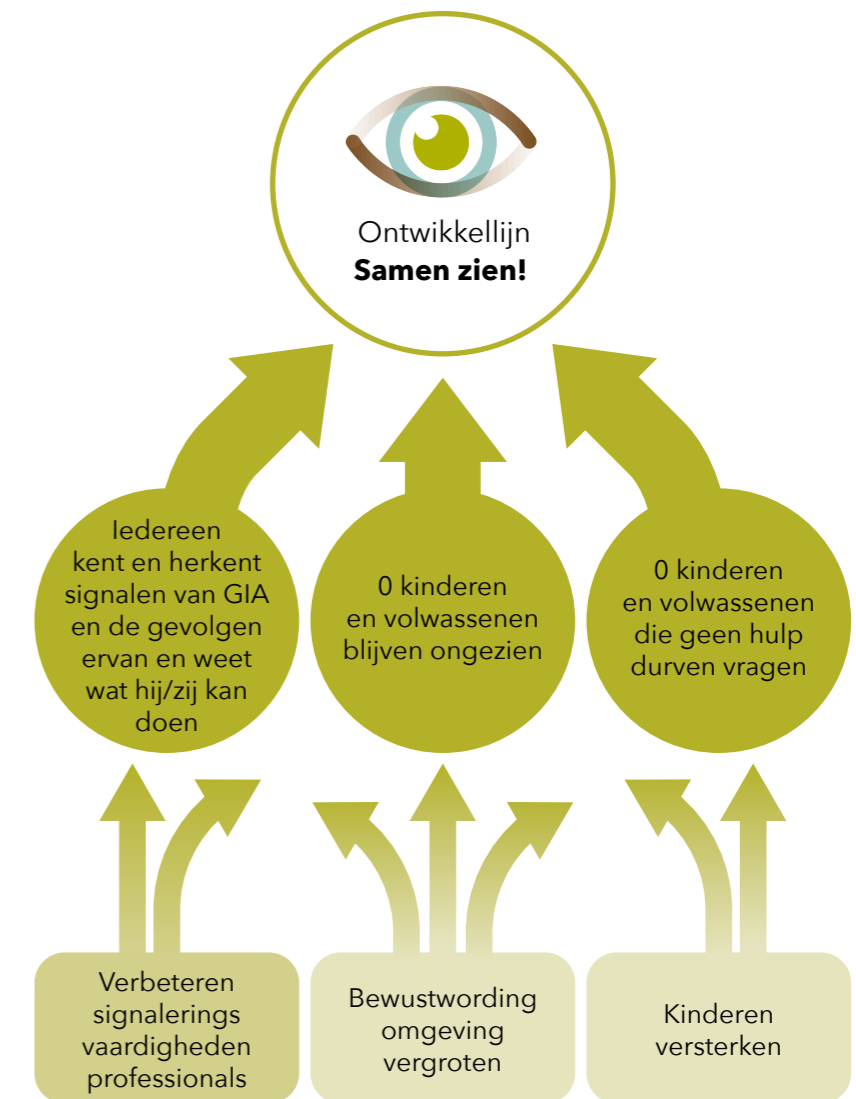 Ontwikkellijn
Samen zien!
Iedereen
kent en herkent
signalen van GIA
en de gevolgen
ervan en weet
wat hij/zij kan
doen
0 kinderen
en volwassenen
blijven ongezien
0 kinderen
en volwassenen
die geen hulp
durven vragen
Verbeteren
signalerings
vaardigheden
professionals
Bewustwording
omgeving
vergroten
Kinderen
versterken